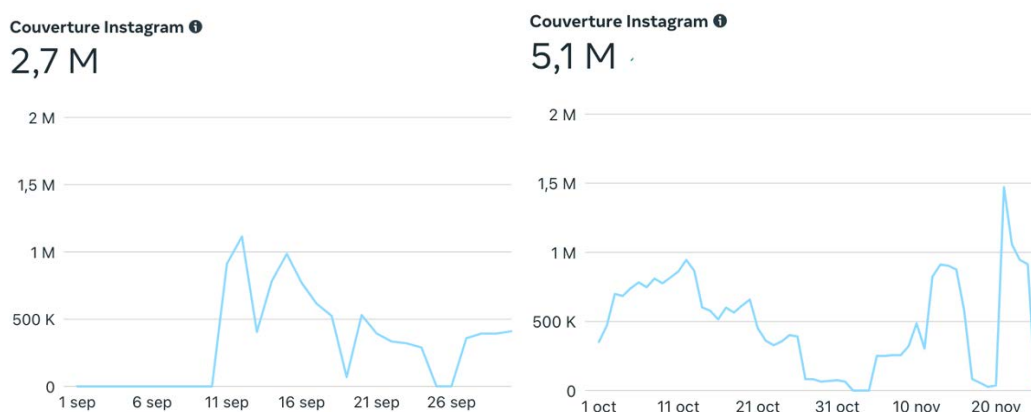 Couverture Instagram
2,7 M
2 M
1,5 M
1 M
500 K
0
1 sep 6 sep 11 sep 16 sep 21 sep 26 sep
Couverture Instagram
5,1 M
2 M
1,5 M
1 M
500 K
0
1 oct 11 oct 21 oct 31 oct 10 nov 20 nov